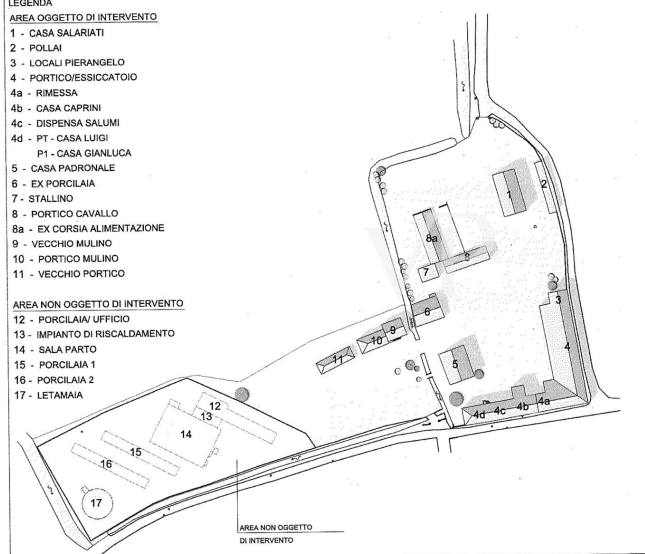 LEGENDA
AREA OGGETTO DI INTERVENTO
1 - CASA SALARIATI
2 - POLLAI
3 - LOCALI PIERANGELO
4 - PORTICO/ESSICCATOIO
4a - RIMESSA
4b - CASA CAPRINI
4c - DISPENSA SALUMI
4d - PT - CASA LUIGI
P1 - CASA GIANLUCA
5 - CASA PADRONALE
6 - EX PORCILAIA
7 - STALLINO
8 - PORTICO CAVALLO
8a - EX CORSIA ALIMENTAZIONE
9 - VECCHIO MULINO
10 - PORTICO MULINO
11 - VECCHIO PORTICO
AREA NON OGGETTO DI INTERVENTO
12 - PORCILAIA/ UFFICIO
13 - IMPIANTO DI RISCALDAMENTO
14 - SALA PARTO
15 - PORCILAIA 1
16 - PORCILAIA 2
17 - LETAMAIA
1
2
8a
8
7
3
6
9
10
11
4
5
4a
4b
4c
4d
12
13
14
15
16
17
AREA NON OGGETTO
DI INTERVENTO